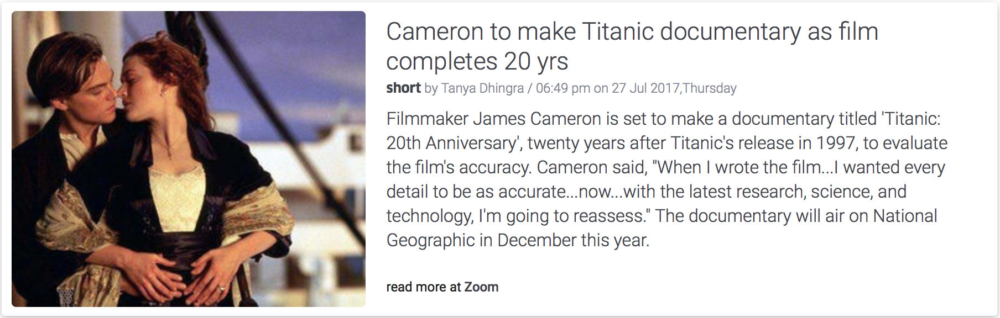 Cameron to make Titanic documentary as film
completes 20 yrs
short by Tanya Dhingra / 06:49 pm on 27 Jul 2017,Thursday
Filmmaker James Cameron is set to make a documentary titled 'Titanic:
20th Anniversary', twenty years after Titanic's release in 1997, to evaluate
the film's accuracy. Cameron said, "When I wrote the film...I wanted every
detail to be as accurate...now...with the latest research, science, and
technology, I'm going to reassess." The documentary will air on National
Geographic in December this year.
read more at Zoom